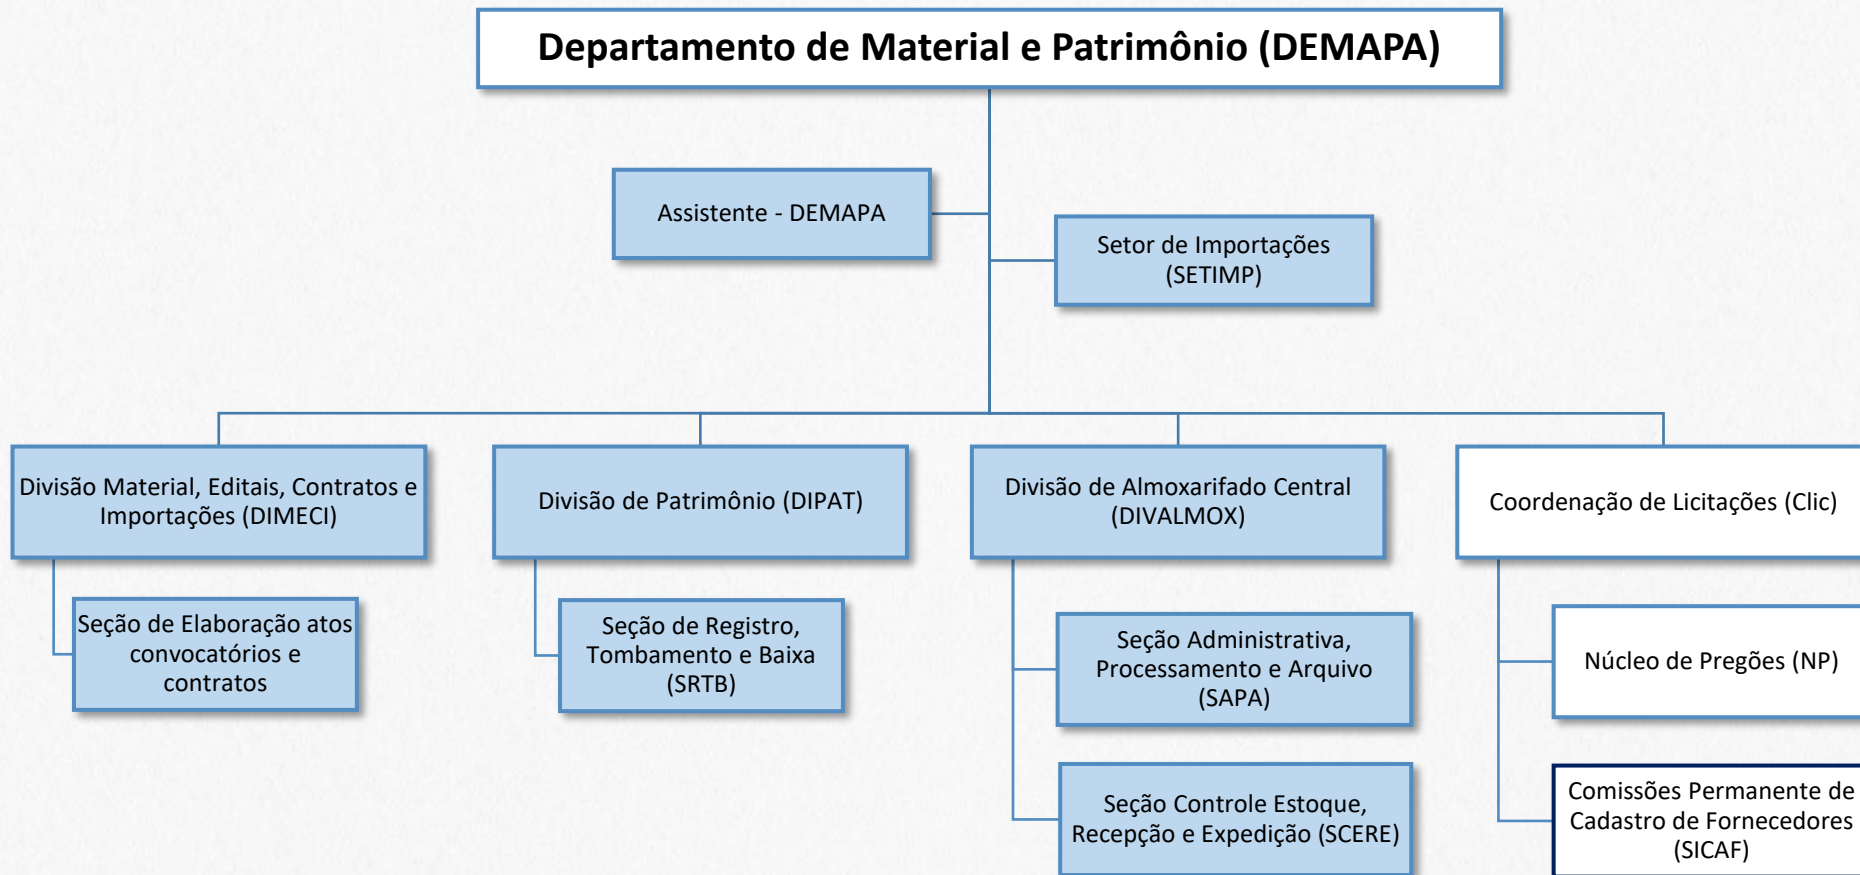 Departamento de Material e Patrimônio (DEMAPA)
Assistente - DEMAPA
Setor de Importações
(SETIMP)
Divisão Material, Editais, Contratos e
Importações (DIMECI)
Divisão de Patrimônio (DIPAT)
Divisão de Almoxarifado Central
(DIVALMOX)
Coordenação de Licitações (Clic)
Seção de Elaboração atos
convocatórios e
contratos
Seção de Registro,
Tombamento e Baixa
(SRTB)
Seção Administrativa,
Processamento e Arquivo
(SAPA)
Núcleo de Pregões (NP)
Seção Controle Estoque,
Recepção e Expedição (SCERE)
Comissões Permanente de
Cadastro de Fornecedores
(SICAF)